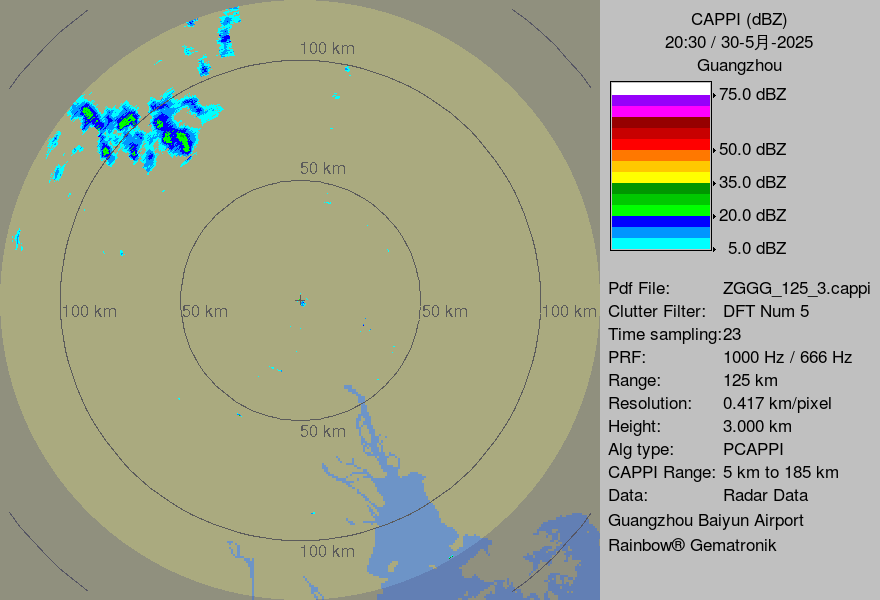 100 km
50 km
100 km
50 km
50 km
100 km
50 km
100 km
CAPPI (dBZ)
20:30 / 30-5月-2025
Guangzhou
75.0 dBZ
50.0 dBZ
35.0 dBZ
20.0 dBZ
5.0 dBZ
Pdf File: ZGGG_125_3.cappi
Clutter Filter: DFT Num 5
Time sampling:23
PRF: 1000 Hz / 666 Hz
Range: 125 km
Resolution: 0.417 km/pixel
Height: 3.000 km
Alg type: PCAPPI
CAPPI Range: 5 km to 185 km
Data: Radar Data
Guangzhou Baiyun Airport
Rainbow® Gematronik